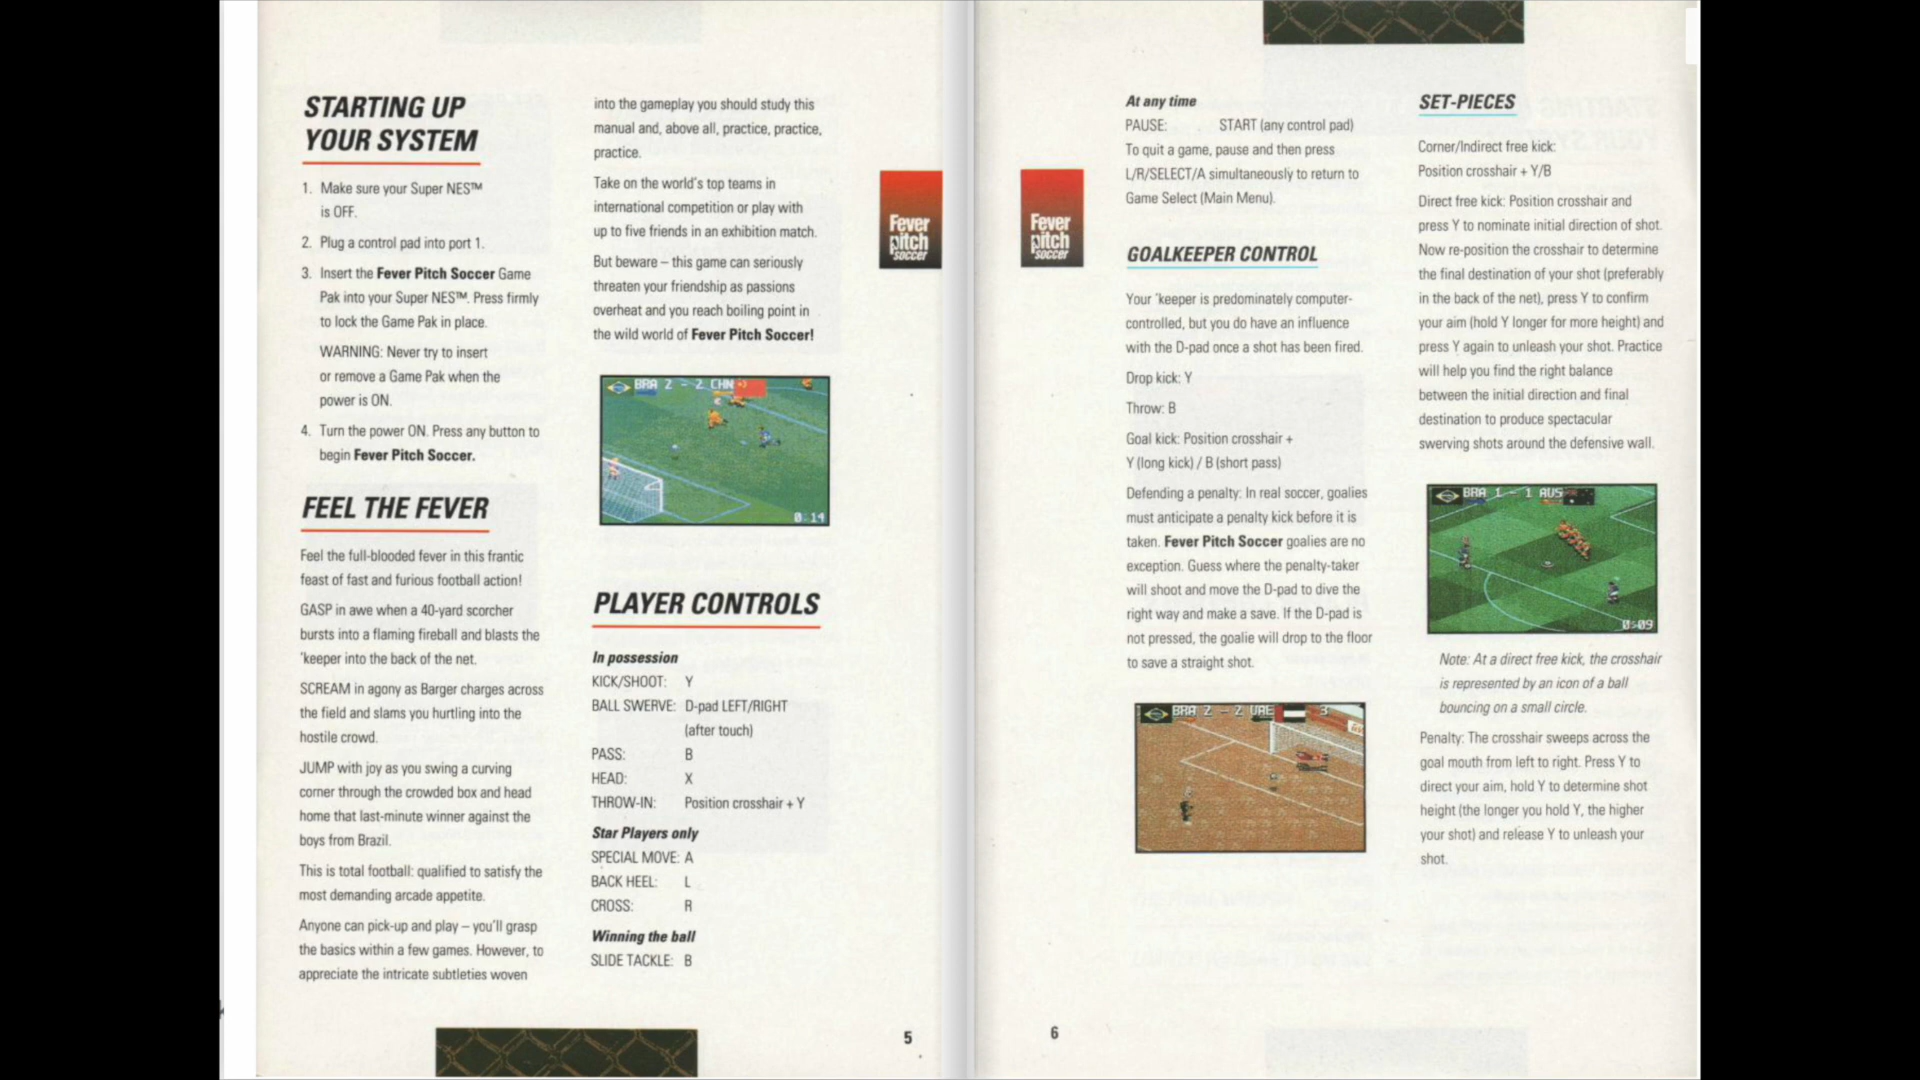 STARTING UP
YOUR SYSTEM
1. Make sure your Super NES™
is OFF.
2. Plug a control pad into port 1.
3. Insert the Fever Pitch Soccer Game
Pak into your Super NES™. Press firmly
to lock the Game Pak in place.
WARNING: Never try to insert
or remove a Game Pak when the
power is ON.
4. Turn the power ON. Press any button to
begin Fever Pitch Soccer.
FEEL THE FEVER
Feel the full-blooded fever in this frantic
feast of fast and furious football action!
GASP in awe when a 40-yard scorcher
bursts into a flaming fireball and blasts the
'keeper into the back of the net.
SCREAM in agony as Barger charges across
the field and slams you hurtling into the
hostile crowd.
JUMP with joy as you swing a curving
corner through the crowded box and head
home that last-minute winner against the
boys from Brazil.
This is total football: qualified to satisfy the
most demanding arcade appetite.
Anyone can pick-up and play – you'll grasp
the basics within a few games. However, to
appreciate the intricate subtleties woven
into the gameplay you should study this
manual and, above all, practice, practice,
practice.
Take on the world's top teams in
international competition or play with
up to five friends in an exhibition match.
But beware – this game can seriously
threaten your friendship as passions
overheat and you reach boiling point in
the wild world of Fever Pitch Soccer!
BRA 2 - 2 CHN
0:14
PLAYER CONTROLS
In possession
KICK/SHOOT: Y
BALL SWERVE: D-pad LEFT/RIGHT
(after touch)
PASS: B
HEAD: X
THROW-IN: Position crosshair + Y
Star Players only
SPECIAL MOVE: A
BACK HEEL: L
CROSS: R
Winning the ball
SLIDE TACKLE: B
Fever
pitch
soccer
5
Fever
pitch
soccer
At any time
PAUSE: START (any control pad)
To quit a game, pause and then press
L/R/SELECT/A simultaneously to return to
Game Select (Main Menu).
GOALKEEPER CONTROL
Your 'keeper is predominately computer-
controlled, but you do have an influence
with the D-pad once a shot has been fired.
Drop kick: Y
Throw: B
Goal kick: Position crosshair +
Y (long kick) / B (short pass)
Defending a penalty: In real soccer, goalies
must anticipate a penalty kick before it is
taken. Fever Pitch Soccer goalies are no
exception. Guess where the penalty-taker
will shoot and move the D-pad to dive the
right way and make a save. If the D-pad is
not pressed, the goalie will drop to the floor
to save a straight shot.
BRA 2 - 2 UAE 3
SET-PIECES
Corner/Indirect free kick:
Position crosshair + Y/B
Direct free kick: Position crosshair and
press Y to nominate initial direction of shot.
Now re-position the crosshair to determine
the final destination of your shot (preferably
in the back of the net), press Y to confirm
your aim (hold Y longer for more height) and
press Y again to unleash your shot. Practice
will help you find the right balance
between the initial direction and final
destination to produce spectacular
swerving shots around the defensive wall.
BRA 1 - 1 AUS
0:09
Note: At a direct free kick, the crosshair
is represented by an icon of a ball
bouncing on a small circle.
Penalty: The crosshair sweeps across the
goal mouth from left to right. Press Y to
direct your aim, hold Y to determine shot
height (the longer you hold Y, the higher
your shot) and release Y to unleash your
shot.
6